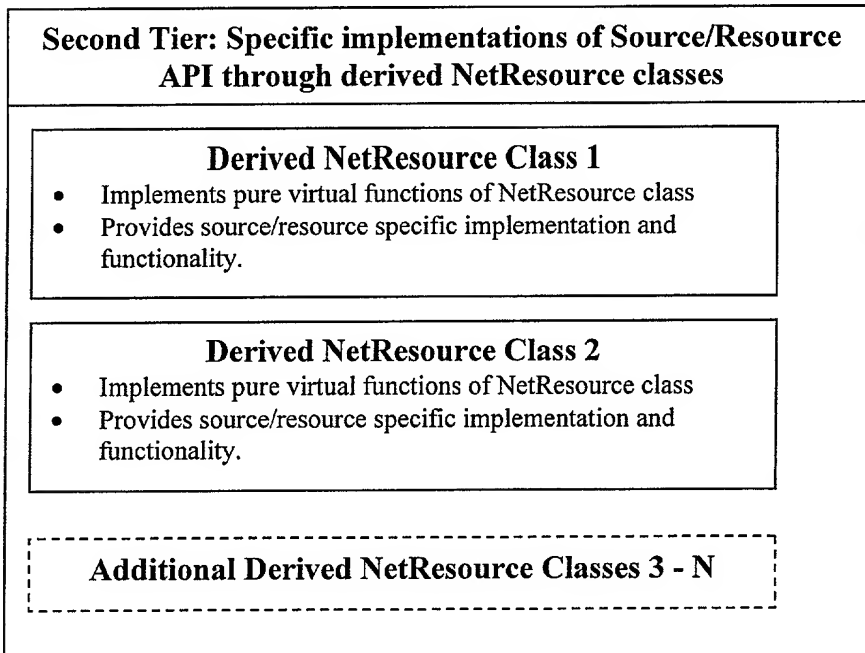 Second Tier: Specific implementations of Source/Resource
API through derived NetResource classes
Derived NetResource Class 1
• Implements pure virtual functions of NetResource class
• Provides source/resource specific implementation and
functionality.
Derived NetResource Class 2
• Implements pure virtual functions of NetResource class
• Provides source/resource specific implementation and
functionality.
Additional Derived NetResource Classes 3 - N